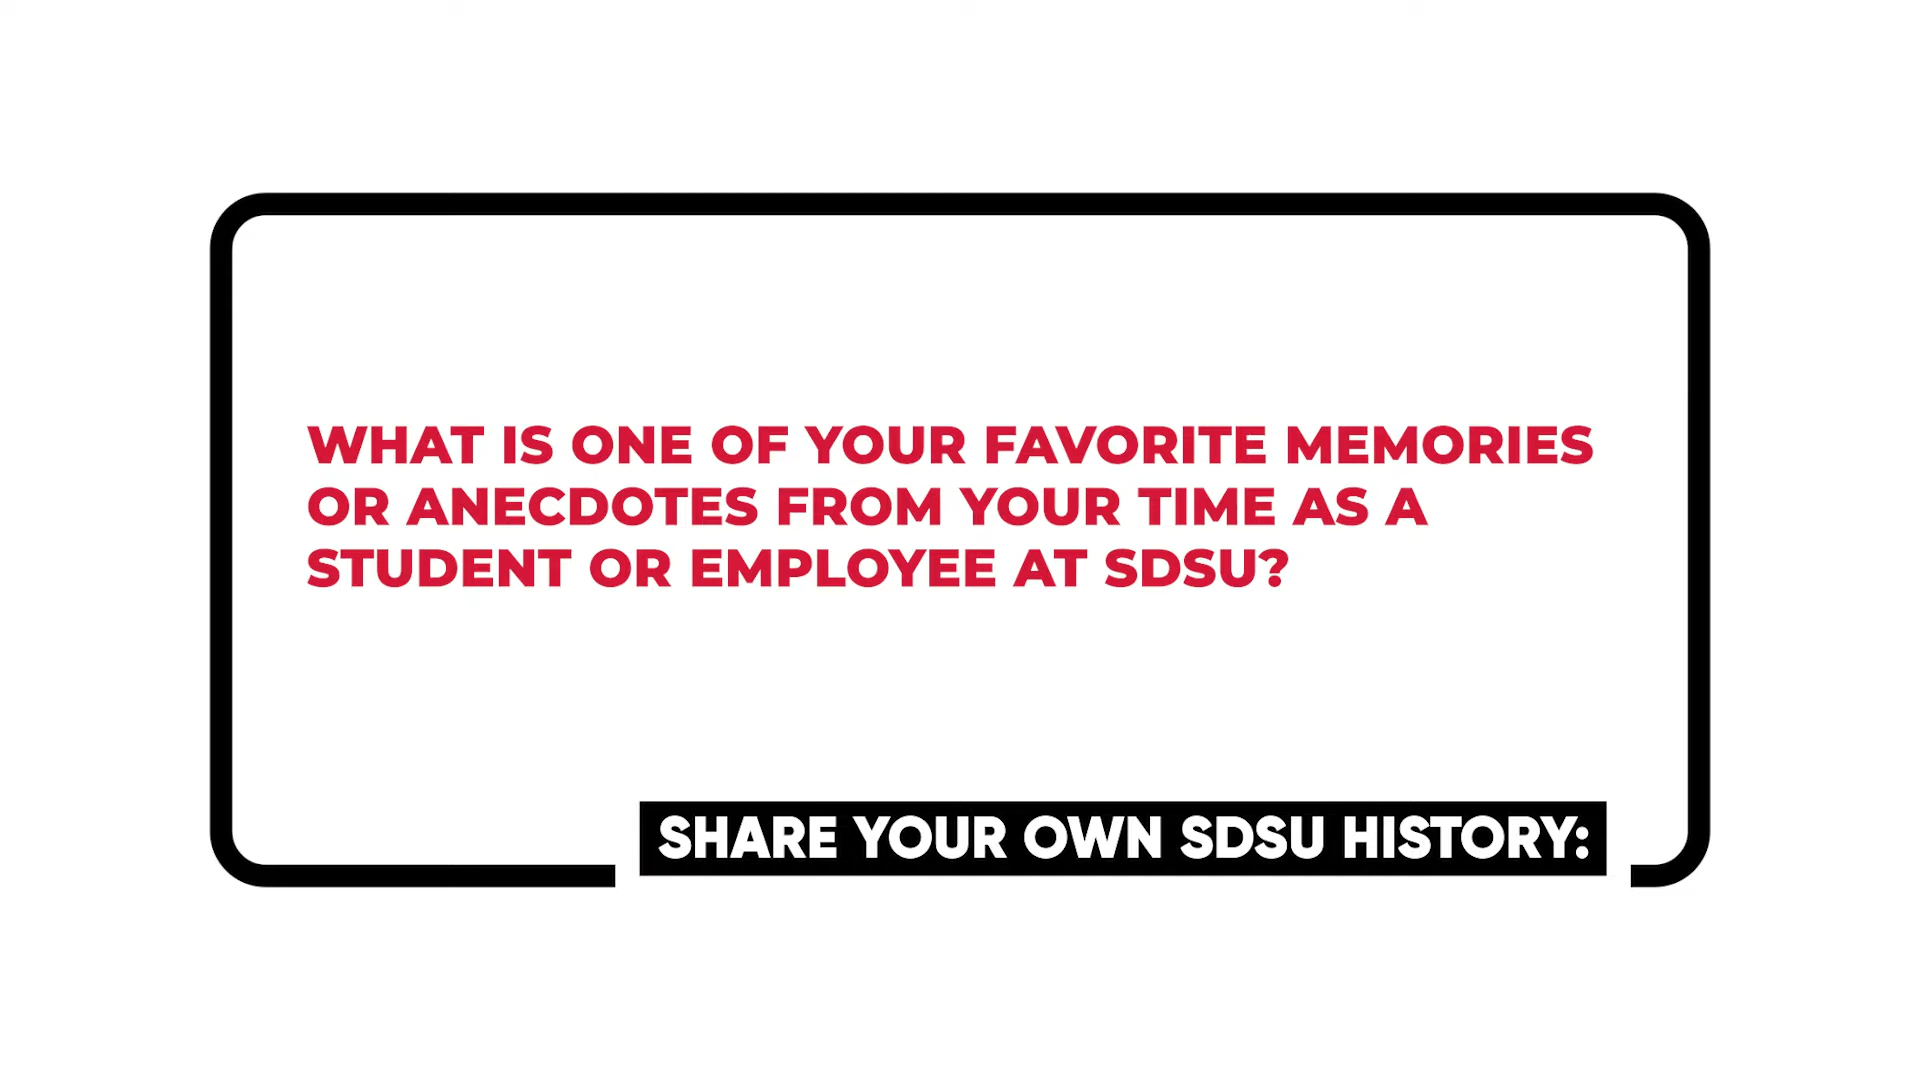 WHAT IS ONE OF YOUR FAVORITE MEMORIES
OR ANECDOTES FROM YOUR TIME AS A
STUDENT OR EMPLOYEE AT SDSU?
SHARE YOUR OWN SDSU HISTORY: